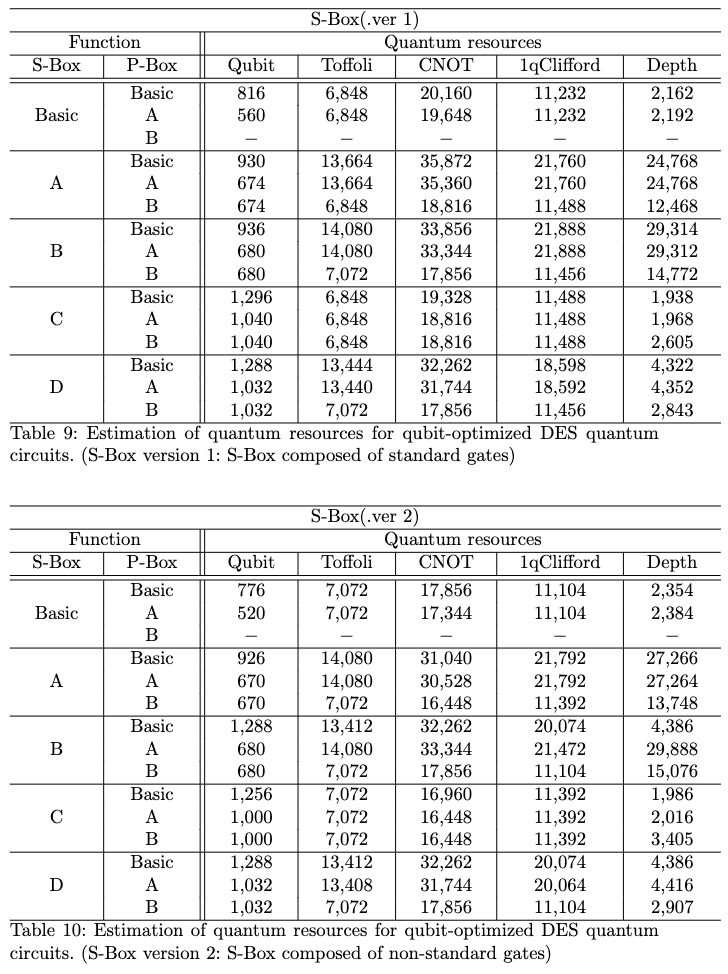 S-Box(.ver 1)
Function Quantum resources
S-Box P-Box Qubit Toffoli CNOT 1qClifford Depth
Basic 816 6,848 20,160 11,232 2,162
Basic A 560 6,848 19,648 11,232 2,192
B – – – – –
Basic 930 13,664 35,872 21,760 24,768
A A 674 13,664 35,360 21,760 24,768
B 674 6,848 18,816 11,488 12,468
Basic 936 14,080 33,856 21,888 29,314
B A 680 14,080 33,344 21,888 29,312
B 680 7,072 17,856 11,456 14,772
Basic 1,296 6,848 19,328 11,488 1,938
C A 1,040 6,848 18,816 11,488 1,968
B 1,040 6,848 18,816 11,488 2,605
Basic 1,288 13,444 32,262 18,598 4,322
D A 1,032 13,440 31,744 18,592 4,352
B 1,032 7,072 17,856 11,456 2,843
Table 9: Estimation of quantum resources for qubit-optimized DES quantum
circuits. (S-Box version 1: S-Box composed of standard gates)
S-Box(.ver 2)
Function Quantum resources
S-Box P-Box Qubit Toffoli CNOT 1qClifford Depth
Basic 776 7,072 17,856 11,104 2,354
Basic A 520 7,072 17,344 11,104 2,384
B – – – – –
Basic 926 14,080 31,040 21,792 27,266
A A 670 14,080 30,528 21,792 27,264
B 670 7,072 16,448 11,392 13,748
Basic 1,288 13,412 32,262 20,074 4,386
B A 680 14,080 33,344 21,472 29,888
B 680 7,072 17,856 11,104 15,076
Basic 1,256 7,072 16,960 11,392 1,986
C A 1,000 7,072 16,448 11,392 2,016
B 1,000 7,072 16,448 11,392 3,405
Basic 1,288 13,412 32,262 20,074 4,386
D A 1,032 13,408 31,744 20,064 4,416
B 1,032 7,072 17,856 11,104 2,907
Table 10: Estimation of quantum resources for qubit-optimized DES quantum
circuits. (S-Box version 2: S-Box composed of non-standard gates)